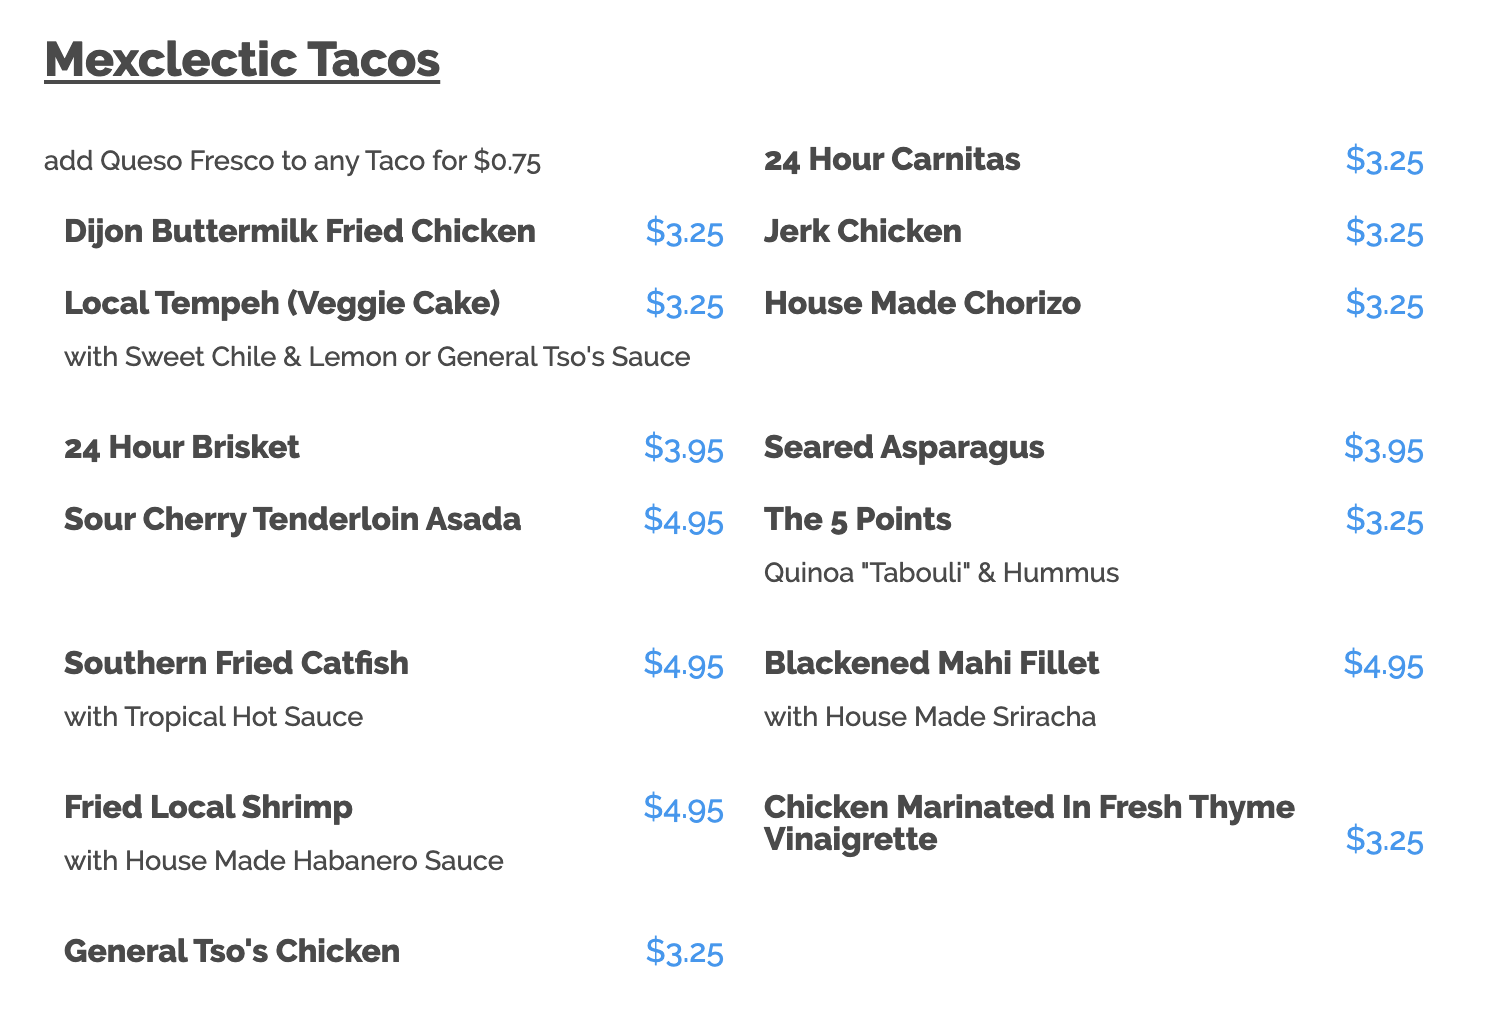 Mexclectic Tacos
add Queso Fresco to any Taco for $0.75
24 Hour Carnitas $3.25
Dijon Buttermilk Fried Chicken $3.25
Jerk Chicken $3.25
Local Tempeh (Veggie Cake) $3.25
with Sweet Chile & Lemon or General Tso's Sauce
House Made Chorizo $3.25
24 Hour Brisket $3.95
Seared Asparagus $3.95
Sour Cherry Tenderloin Asada $4.95
The 5 Points $3.25
Quinoa "Tabouli" & Hummus
Southern Fried Catfish $4.95
with Tropical Hot Sauce
Blackened Mahi Fillet $4.95
with House Made Sriracha
Fried Local Shrimp $4.95
with House Made Habanero Sauce
Chicken Marinated In Fresh Thyme
Vinaigrette $3.25
General Tso's Chicken $3.25